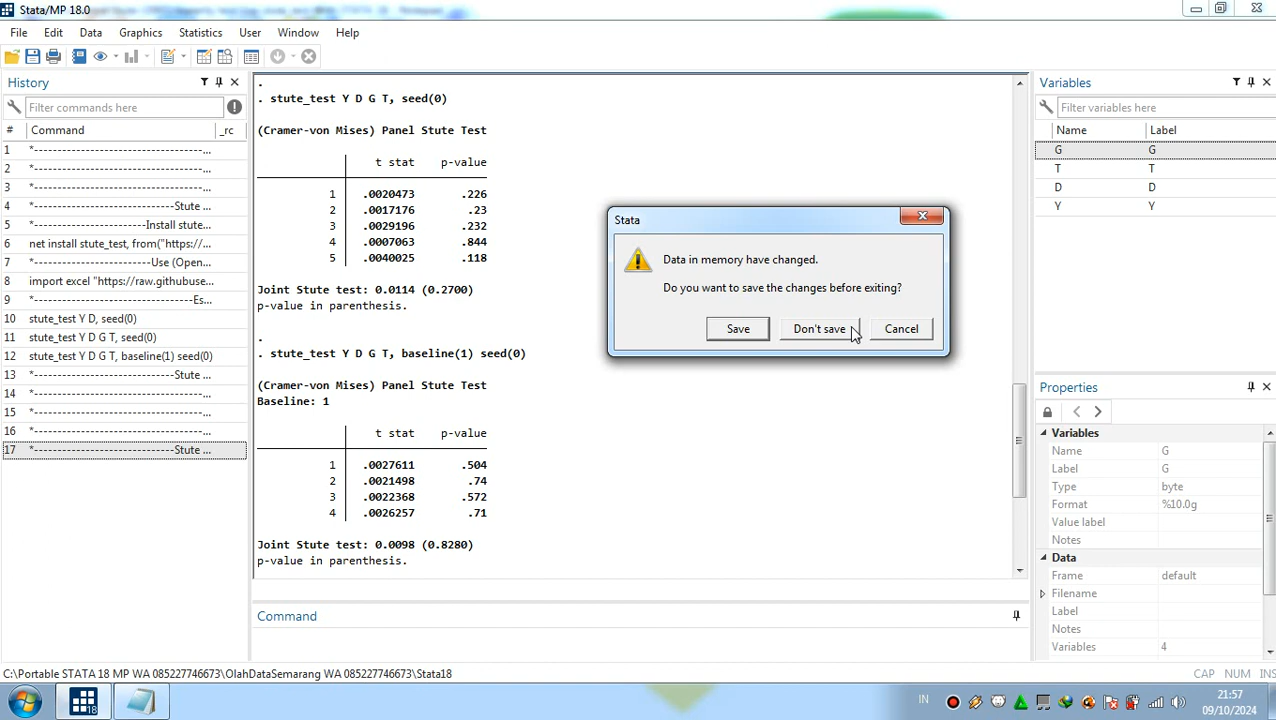 Stata/MP 18.0
File Edit Data Graphics Statistics User Window Help
History
Filter commands here
# Command _rc
1 *-----------------------------------...
2 *-----------------------------------...
3 *-----------------------------------...
4 *------------------------------Stute ...
5 *------------------------Install stute...
6 net install stute_test, from("https:/...
7 *-------------------------Use (Open...
8 import excel "https://raw.githubuse...
9 *---------------------------------Es...
10 stute_test Y D, seed(0)
11 stute_test Y D G T, seed(0)
12 stute_test Y D G T, baseline(1) seed(0)
13 *------------------------------Stute ...
14 *-----------------------------------...
15 *-----------------------------------...
16 *-----------------------------------...
17 *------------------------------Stute ...
.
. stute_test Y D G T, seed(0)
(Cramer-von Mises) Panel Stute Test
t stat p-value
1 .0020473 .226
2 .0017176 .23
3 .0029196 .232
4 .0007063 .844
5 .0040025 .118
Joint Stute test: 0.0114 (0.2700)
p-value in parenthesis.
.
. stute_test Y D G T, baseline(1) seed(0)
(Cramer-von Mises) Panel Stute Test
Baseline: 1
t stat p-value
1 .0027611 .504
2 .0021498 .74
3 .0022368 .572
4 .0026257 .71
Joint Stute test: 0.0098 (0.8280)
p-value in parenthesis.
Command
Stata
Data in memory have changed.
Do you want to save the changes before exiting?
Save Don't save Cancel
Variables
Filter variables here
Name Label
G G
T T
D D
Y Y
Properties
Variables
Name G
Label G
Type byte
Format %10.0g
Value label
Notes
Data
Frame default
Filename
Label
Notes
Variables 4
C:\Portable STATA 18 MP WA 085227746673\OlahDataSemarang WA 085227746673\Stata18
CAP NUM INS
18
IN
21:57
09/10/2024